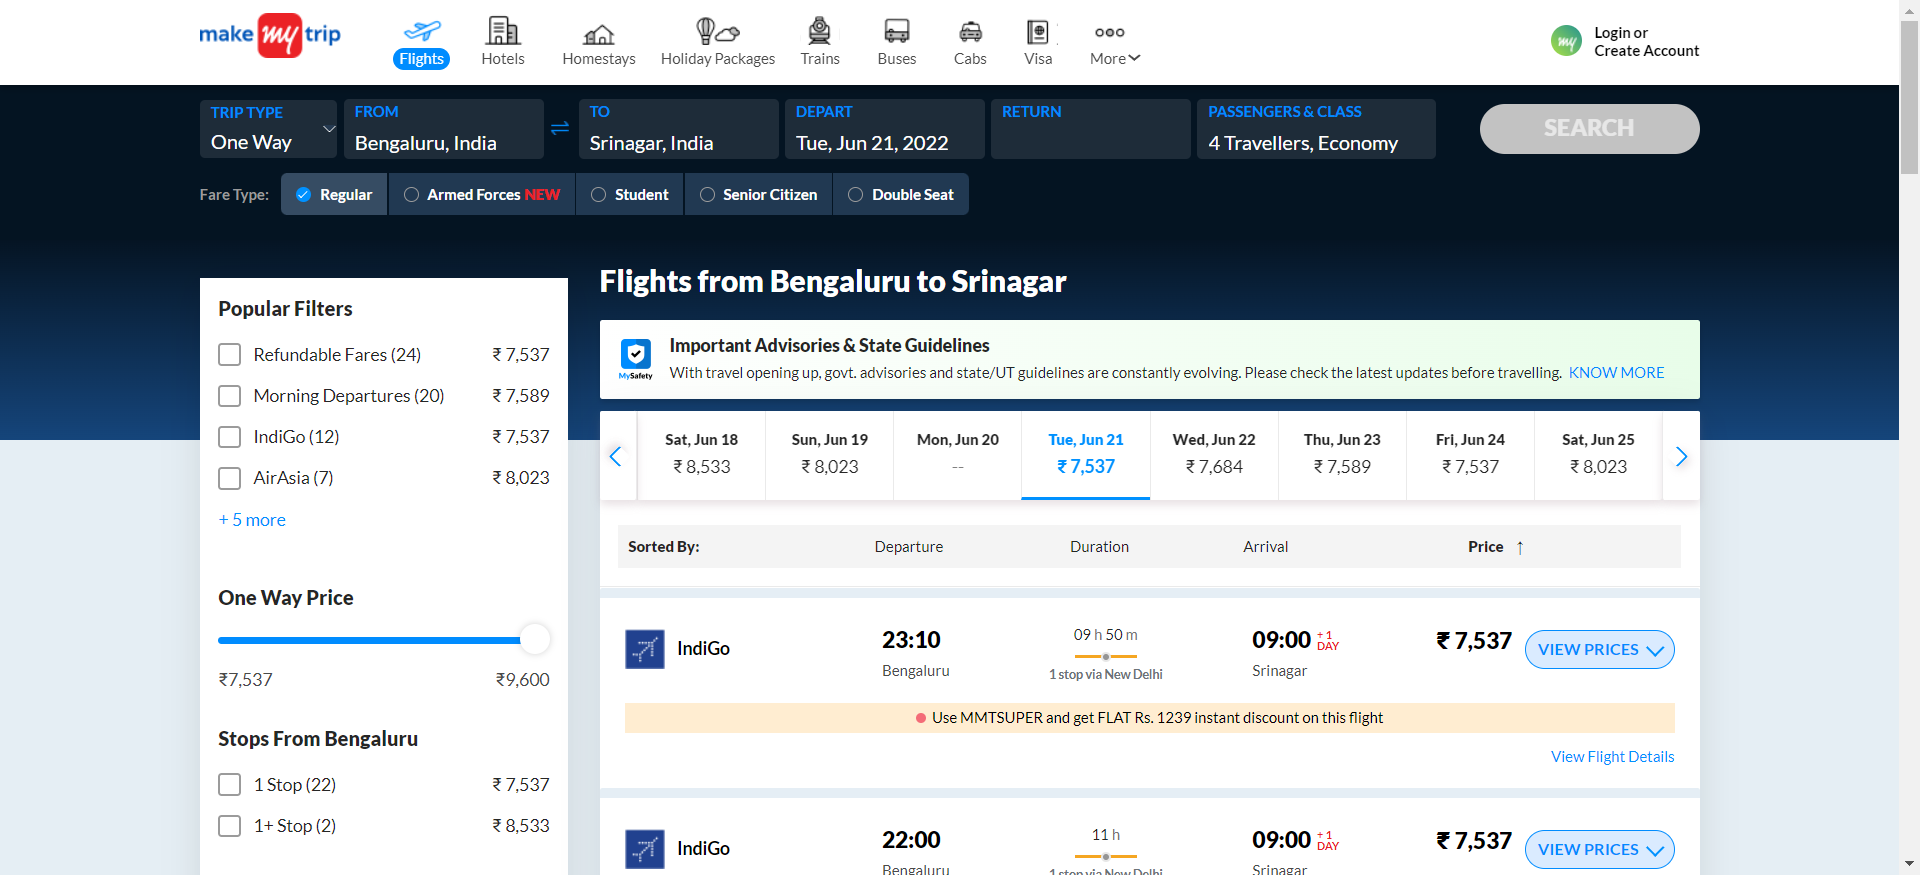 make my trip
Flights
Hotels
Homestays
Holiday Packages
Trains
Buses
Cabs
Visa
More
my
Login or
Create Account
TRIP TYPE
One Way
FROM
Bengaluru, India
TO
Srinagar, India
DEPART
Tue, Jun 21, 2022
RETURN
PASSENGERS & CLASS
4 Travellers, Economy
SEARCH
Fare Type:
Regular
Armed Forces NEW
Student
Senior Citizen
Double Seat
Popular Filters
Refundable Fares (24) ₹ 7,537
Morning Departures (20) ₹ 7,589
IndiGo (12) ₹ 7,537
AirAsia (7) ₹ 8,023
+ 5 more
One Way Price
₹7,537 ₹9,600
Stops From Bengaluru
1 Stop (22) ₹ 7,537
1+ Stop (2) ₹ 8,533
Flights from Bengaluru to Srinagar
MySafety
Important Advisories & State Guidelines
With travel opening up, govt. advisories and state/UT guidelines are constantly evolving. Please check the latest updates before travelling. KNOW MORE
Sat, Jun 18
₹ 8,533
Sun, Jun 19
₹ 8,023
Mon, Jun 20
--
Tue, Jun 21
₹ 7,537
Wed, Jun 22
₹ 7,684
Thu, Jun 23
₹ 7,589
Fri, Jun 24
₹ 7,537
Sat, Jun 25
₹ 8,023
Sorted By: Departure Duration Arrival Price ↑
IndiGo
23:10
Bengaluru
09 h 50 m
1 stop via New Delhi
09:00 +1 DAY
Srinagar
₹ 7,537
VIEW PRICES
Use MMTSUPER and get FLAT Rs. 1239 instant discount on this flight
View Flight Details
IndiGo
22:00
Bengaluru
11 h
1 stop via New Delhi
09:00 +1 DAY
Srinagar
₹ 7,537
VIEW PRICES